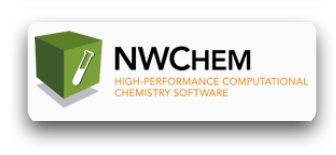 NWCHEM
HIGH-PERFORMANCE COMPUTATIONAL
CHEMISTRY SOFTWARE